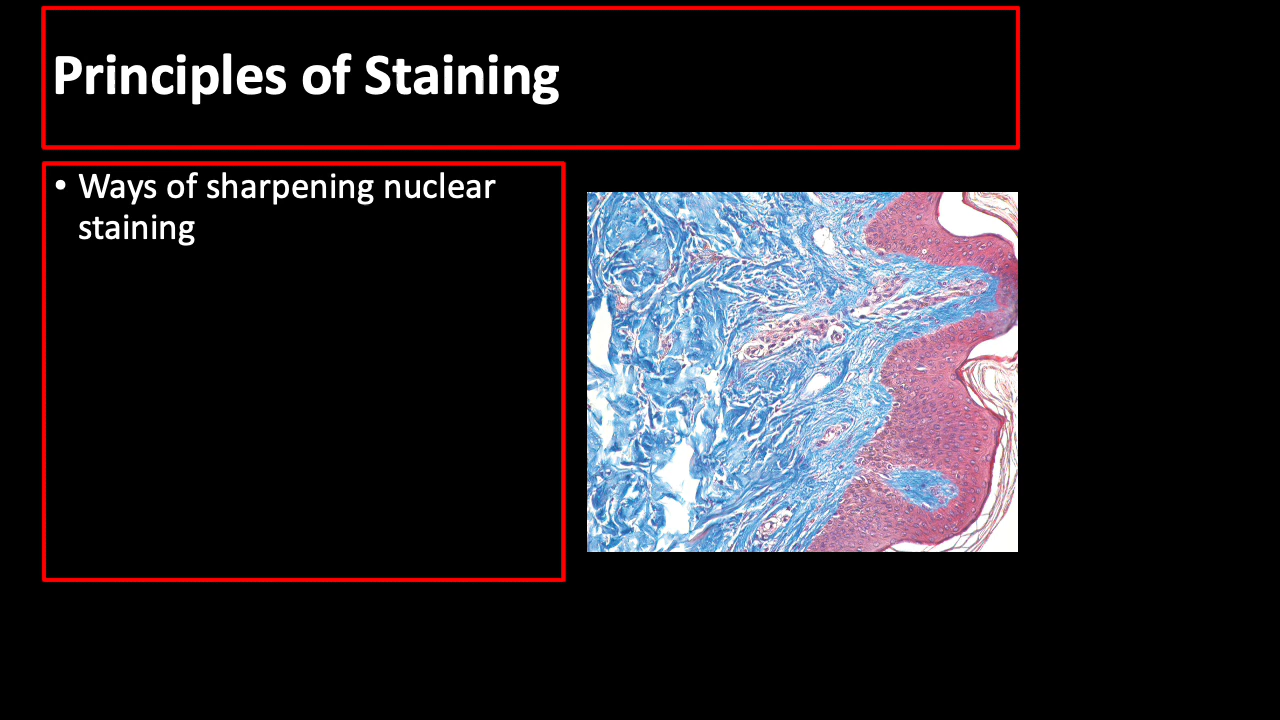 Principles of Staining
• Ways of sharpening nuclear
staining